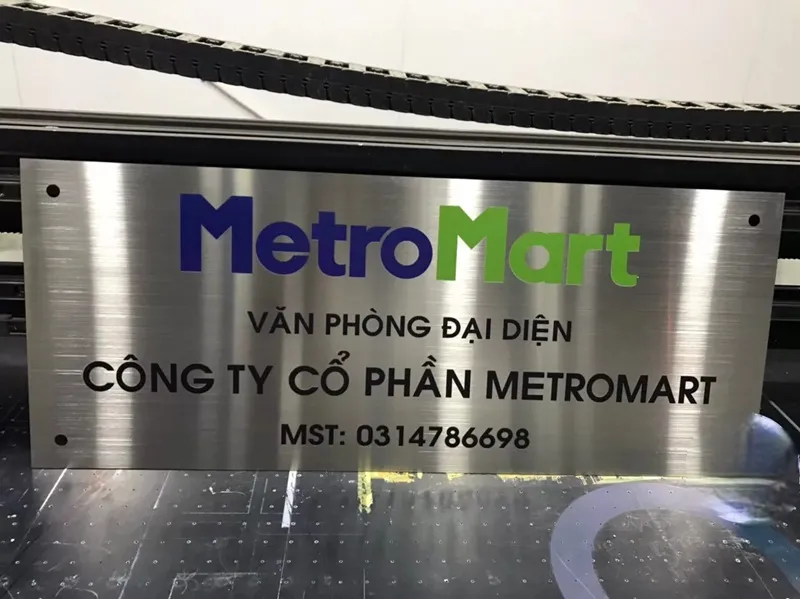 MetroMart
VĂN PHÒNG ĐẠI DIỆN
CÔNG TY CỔ PHẦN METROMART
MST: 0314786698